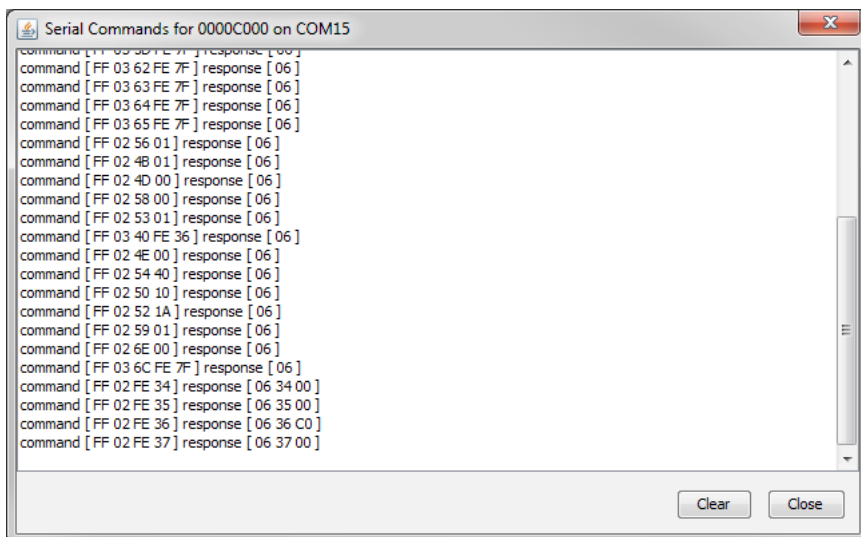 Serial Commands for 0000C000 on COM15
command [ FF 03 62 FE 7F ] response [ 06 ]
command [ FF 03 63 FE 7F ] response [ 06 ]
command [ FF 03 64 FE 7F ] response [ 06 ]
command [ FF 03 65 FE 7F ] response [ 06 ]
command [ FF 02 56 01 ] response [ 06 ]
command [ FF 02 4B 01 ] response [ 06 ]
command [ FF 02 4D 00 ] response [ 06 ]
command [ FF 02 58 00 ] response [ 06 ]
command [ FF 02 53 01 ] response [ 06 ]
command [ FF 03 40 FE 36 ] response [ 06 ]
command [ FF 02 4E 00 ] response [ 06 ]
command [ FF 02 54 40 ] response [ 06 ]
command [ FF 02 50 10 ] response [ 06 ]
command [ FF 02 52 1A ] response [ 06 ]
command [ FF 02 59 01 ] response [ 06 ]
command [ FF 02 6E 00 ] response [ 06 ]
command [ FF 03 6C FE 7F ] response [ 06 ]
command [ FF 02 FE 34 ] response [ 06 34 00 ]
command [ FF 02 FE 35 ] response [ 06 35 00 ]
command [ FF 02 FE 36 ] response [ 06 36 C0 ]
command [ FF 02 FE 37 ] response [ 06 37 00 ]
Clear
Close